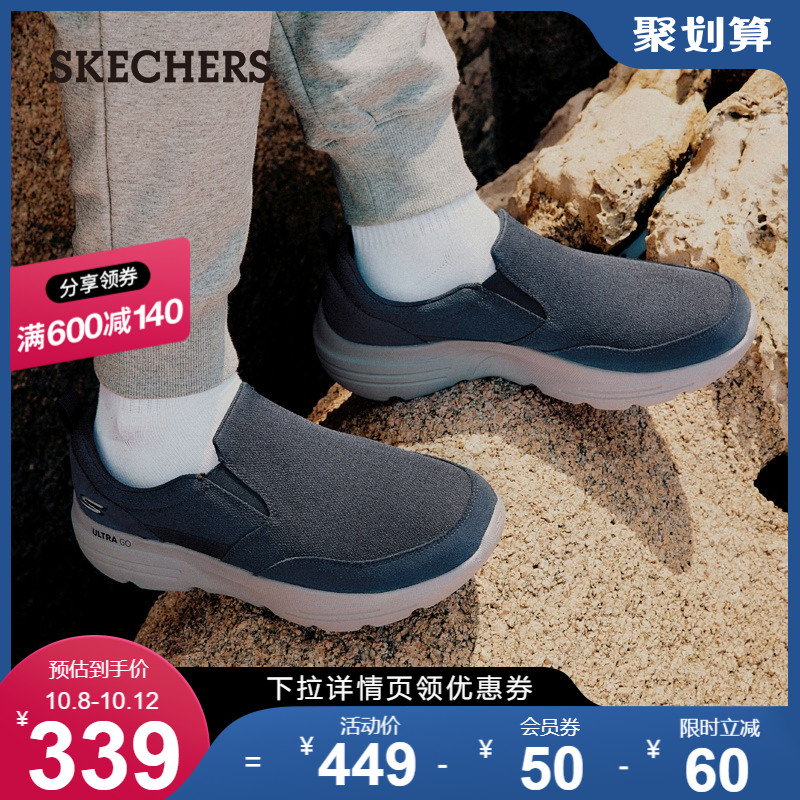 聚划算
SKECHERS
分享领券
满600减140
ULTRA GO
下拉详情页领优惠券
预估到手价
10.8-10.12
¥339 = ¥449 - ¥50 - ¥60
活动价 会员券 限时立减